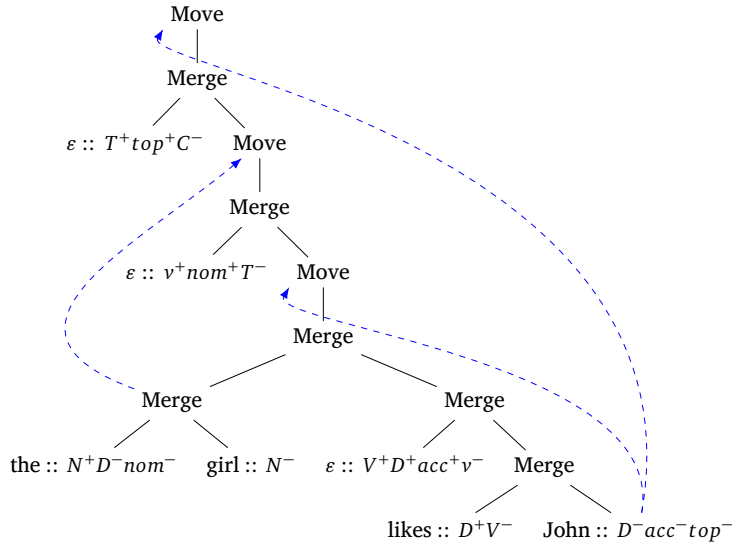 Move
Merge
ε :: T⁺top⁺C⁻ Move
Merge
ε :: v⁺nom⁺T⁻ Move
Merge
Merge Merge
the :: N⁺D⁻nom⁻ girl :: N⁻ ε :: V⁺D⁺acc⁺v⁻ Merge
likes :: D⁺V⁻ John :: D⁻acc⁻top⁻